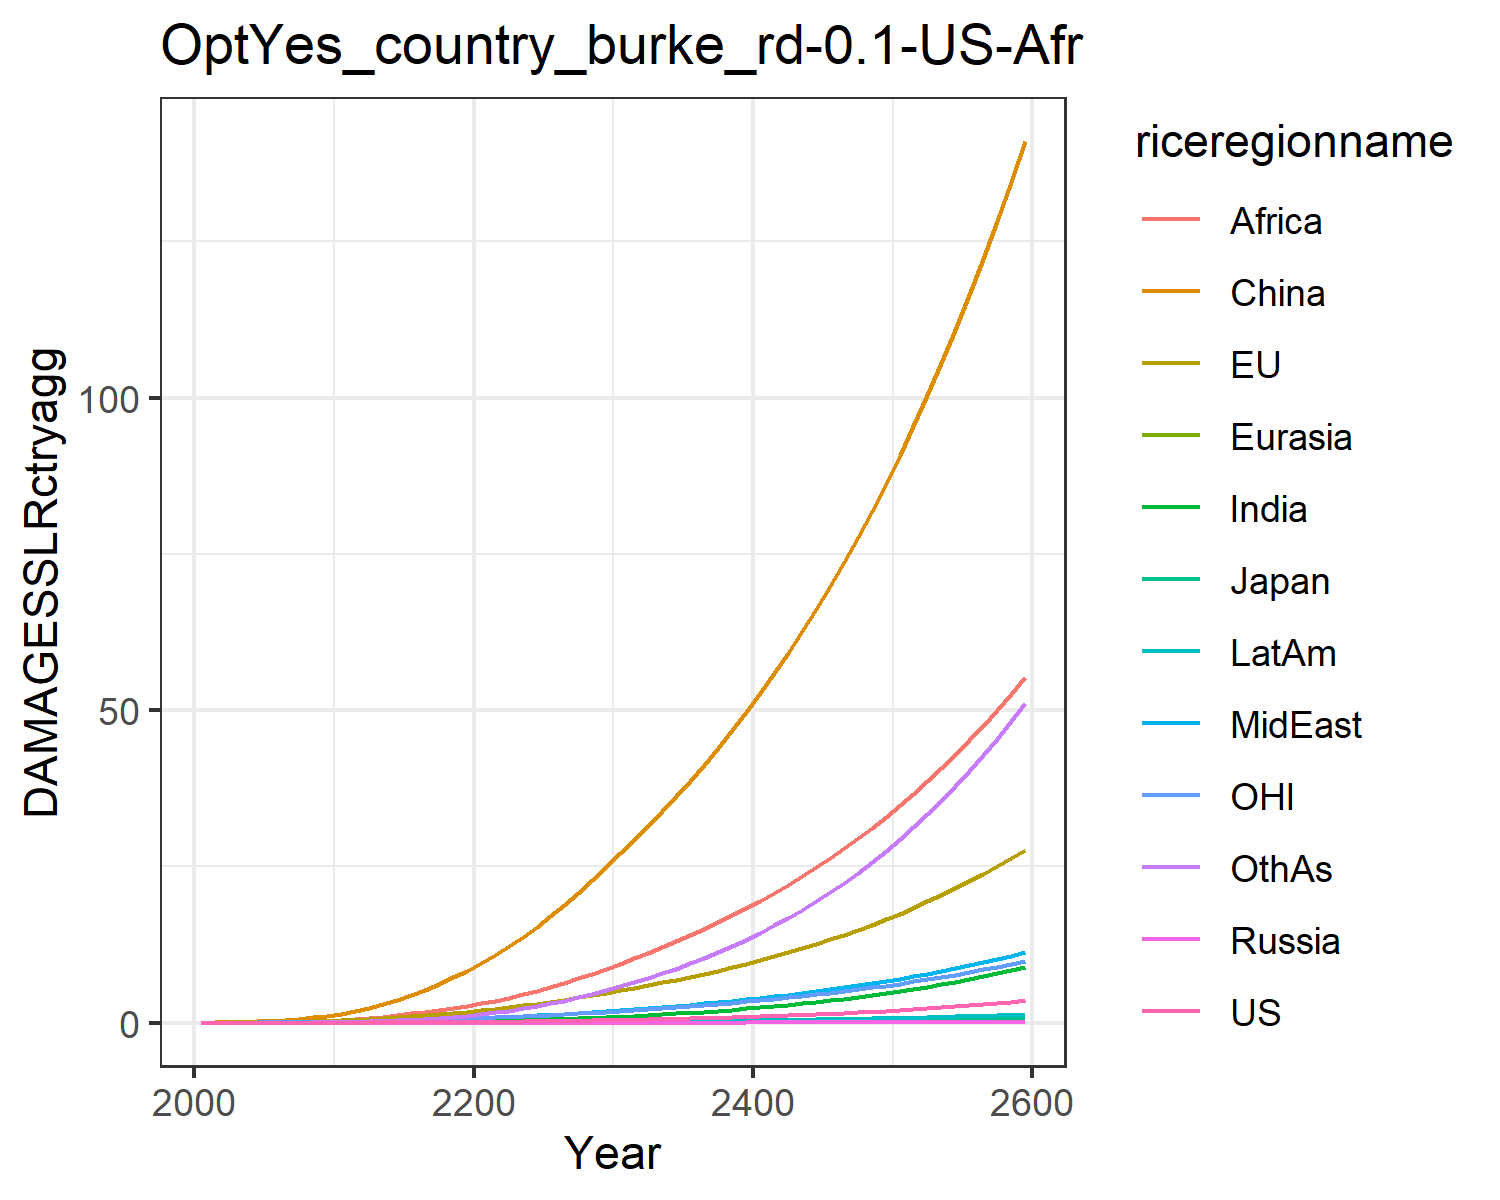 OptYes_country_burke_rd-0.1-US-Afr
DAMAGESSLRctryagg
100
50
0
2000
2200
2400
2600
Year
riceregionname
Africa
China
EU
Eurasia
India
Japan
LatAm
MidEast
OHI
OthAs
Russia
US